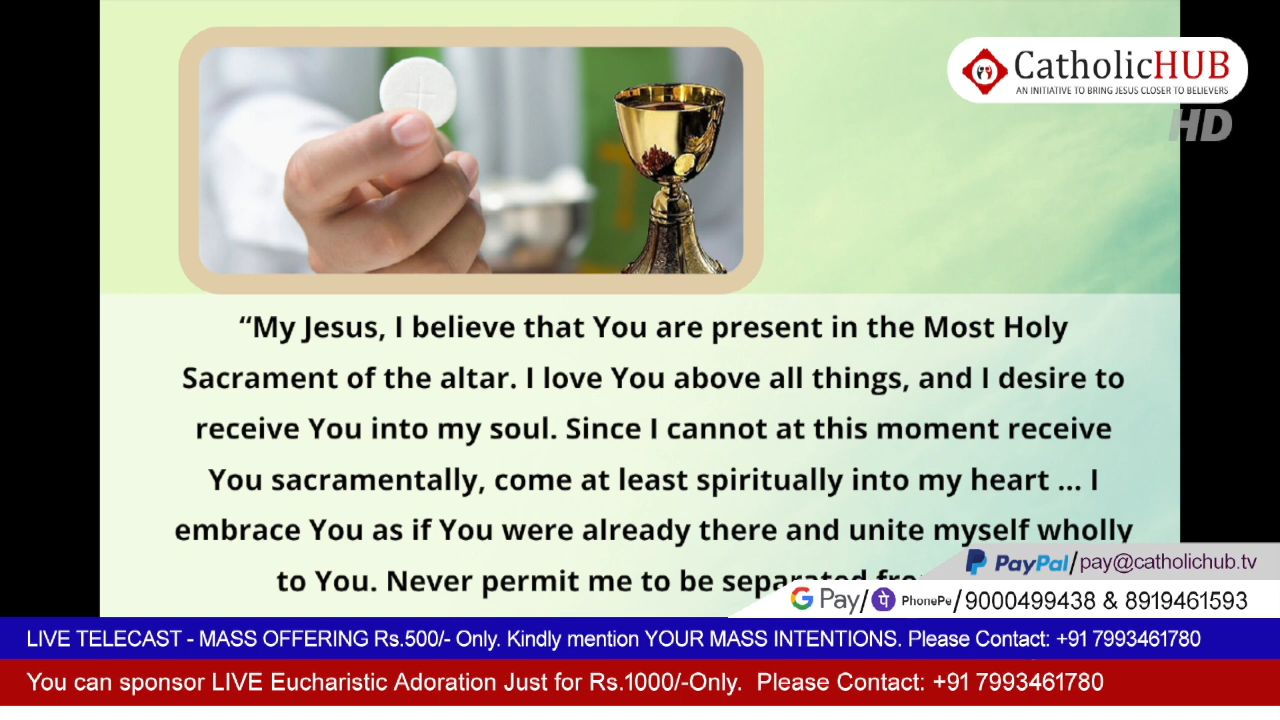 CatholicHUB
AN INITIATIVE TO BRING JESUS CLOSER TO BELIEVERS
HD
“My Jesus, I believe that You are present in the Most Holy
Sacrament of the altar. I love You above all things, and I desire to
receive You into my soul. Since I cannot at this moment receive
You sacramentally, come at least spiritually into my heart ... I
embrace You as if You were already there and unite myself wholly
to You. Never permit me to be separated
PayPal/pay@catholichub.tv
G Pay/ PhonePe/9000499438 & 8919461593
LIVE TELECAST - MASS OFFERING Rs.500/- Only. Kindly mention YOUR MASS INTENTIONS. Please Contact: +91 7993461780
You can sponsor LIVE Eucharistic Adoration Just for Rs.1000/-Only. Please Contact: +91 7993461780